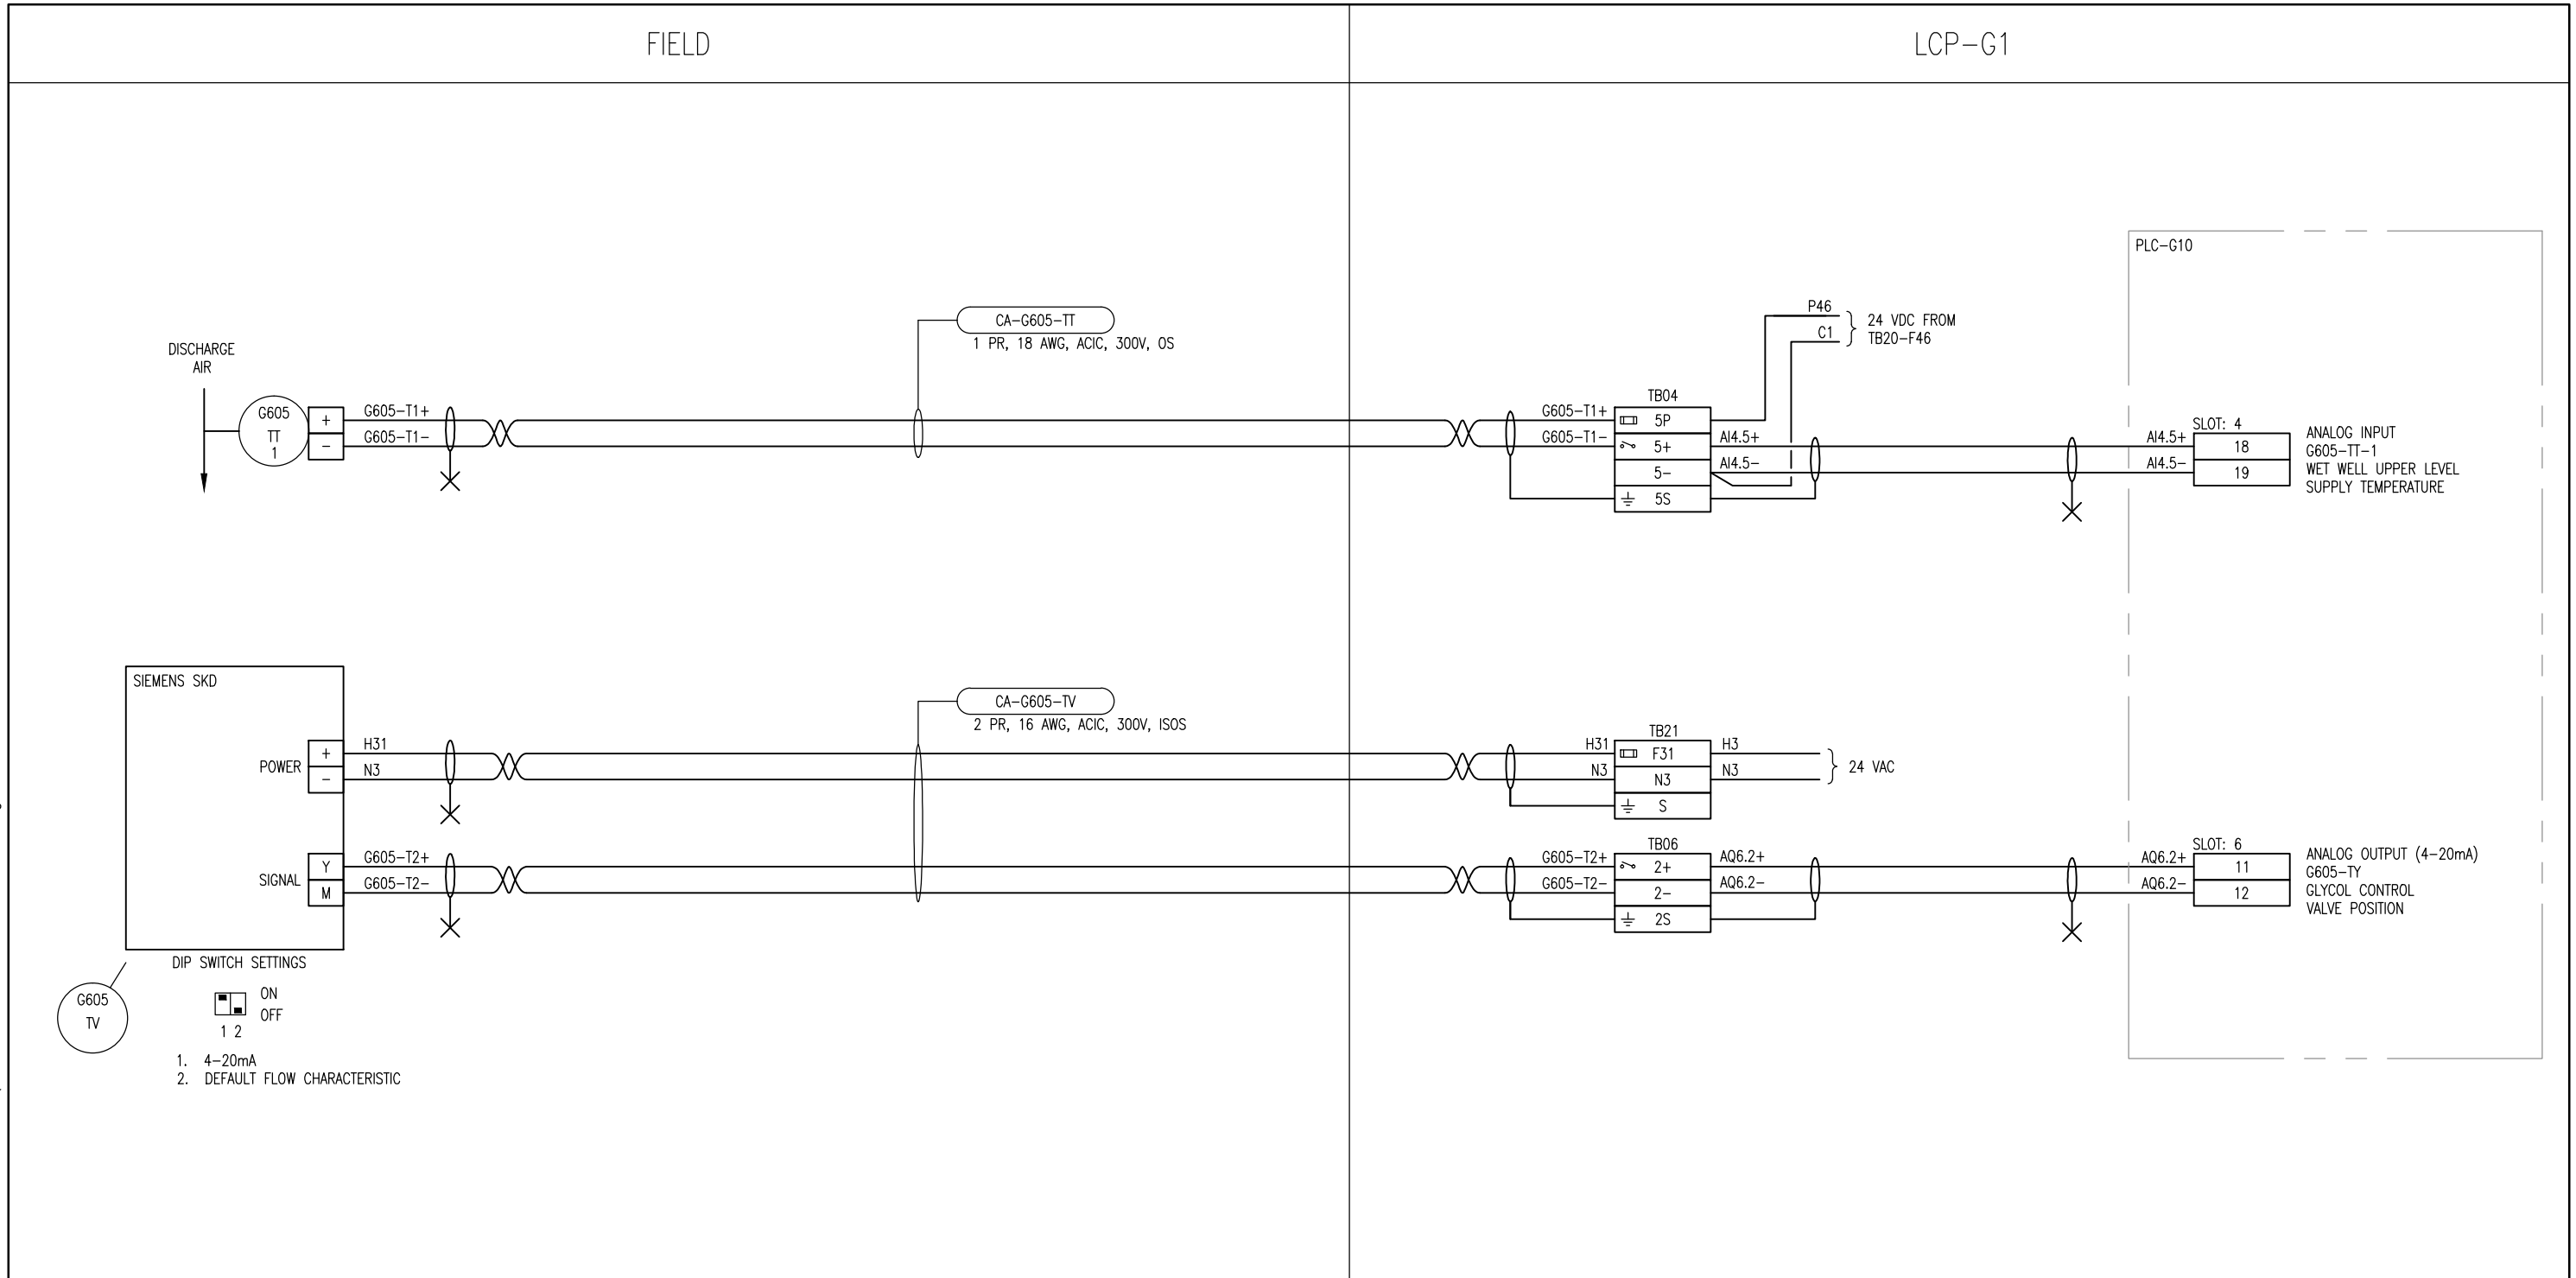 FIELD
LCP-G1
PLC-G10
CA-G605-TT
1 PR, 18 AWG, ACIC, 300V, OS
P46
C1
24 VDC FROM
TB20-F46
DISCHARGE
AIR
G605
TT
1
+
-
G605-T1+
G605-T1-
G605-T1+
G605-T1-
TB04
5P
5+
5-
5S
AI4.5+
AI4.5-
AI4.5+
AI4.5-
SLOT: 4
18
19
ANALOG INPUT
G605-TT-1
WET WELL UPPER LEVEL
SUPPLY TEMPERATURE
SIEMENS SKD
CA-G605-TV
2 PR, 16 AWG, ACIC, 300V, ISOS
POWER
+
-
H31
N3
H31
N3
TB21
F31
N3
S
H3
N3
24 VAC
SIGNAL
Y
M
G605-T2+
G605-T2-
G605-T2+
G605-T2-
TB06
2+
2-
2S
AQ6.2+
AQ6.2-
AQ6.2+
AQ6.2-
SLOT: 6
11
12
ANALOG OUTPUT (4-20mA)
G605-TY
GLYCOL CONTROL
VALVE POSITION
DIP SWITCH SETTINGS
G605
TV
ON
OFF
1 2
1. 4-20mA
2. DEFAULT FLOW CHARACTERISTIC